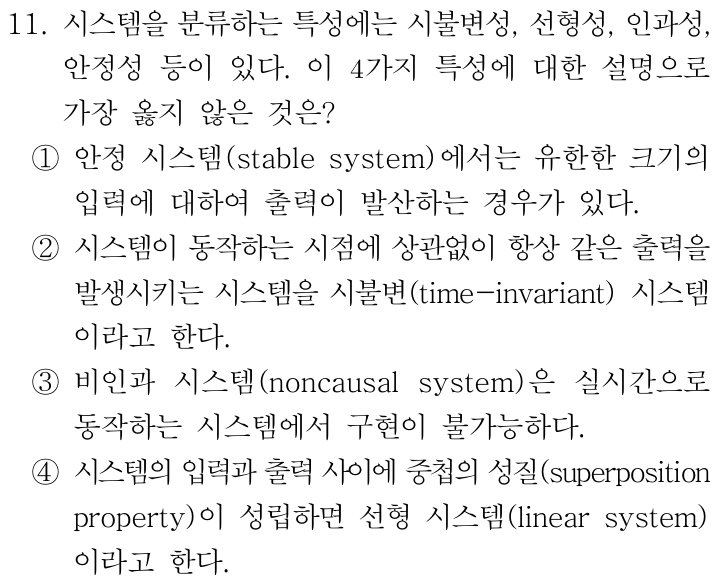 11. 시스템을 분류하는 특성에는 시불변성, 선형성, 인과성,
안정성 등이 있다. 이 4가지 특성에 대한 설명으로
가장 옳지 않은 것은?
① 안정 시스템(stable system)에서는 유한한 크기의
입력에 대하여 출력이 발산하는 경우가 있다.
② 시스템이 동작하는 시점에 상관없이 항상 같은 출력을
발생시키는 시스템을 시불변(time-invariant) 시스템
이라고 한다.
③ 비인과 시스템(noncausal system)은 실시간으로
동작하는 시스템에서 구현이 불가능하다.
④ 시스템의 입력과 출력 사이에 중첩의 성질(superposition
property)이 성립하면 선형 시스템(linear system)
이라고 한다.